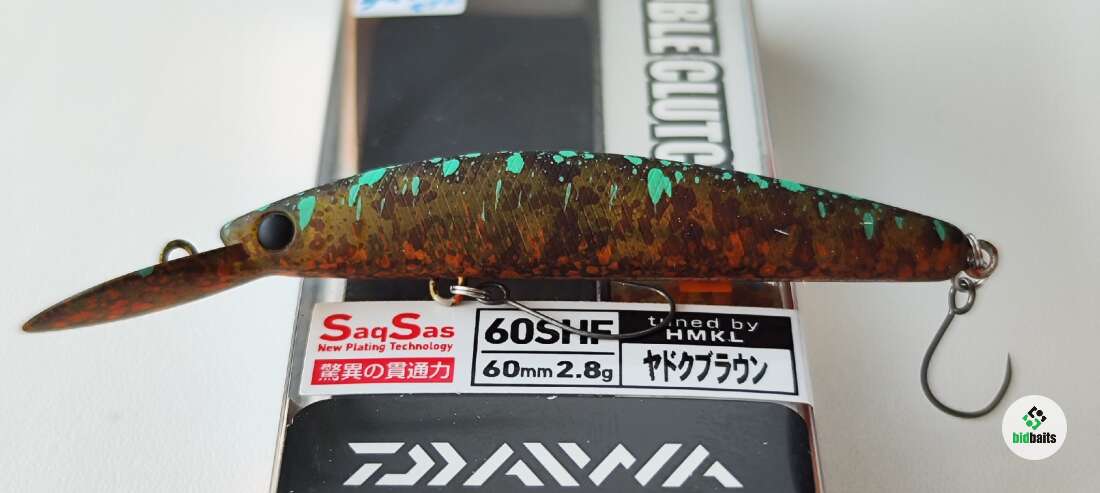 BLE CLUTC
SaqSas
New Plating Technology
驚異の貫通力
60SHF
60mm 2.8g
tuned by
HMKL
ヤドクブラウン
DAIWA
bidbaits